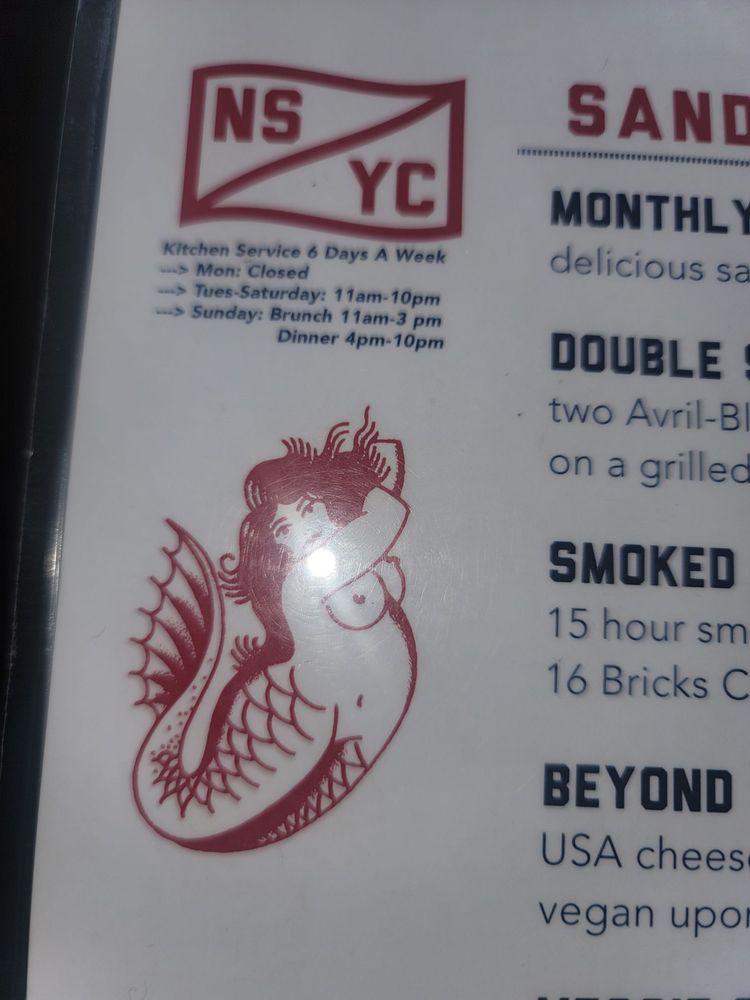 NS
YC
Kitchen Service 6 Days A Week
---> Mon: Closed
---> Tues-Saturday: 11am-10pm
---> Sunday: Brunch 11am-3 pm
Dinner 4pm-10pm
SAND
MONTHLY
delicious sa
DOUBLE
two Avril-Bl
on a grilled
SMOKED
15 hour sm
16 Bricks C
BEYOND
USA cheese
vegan upor